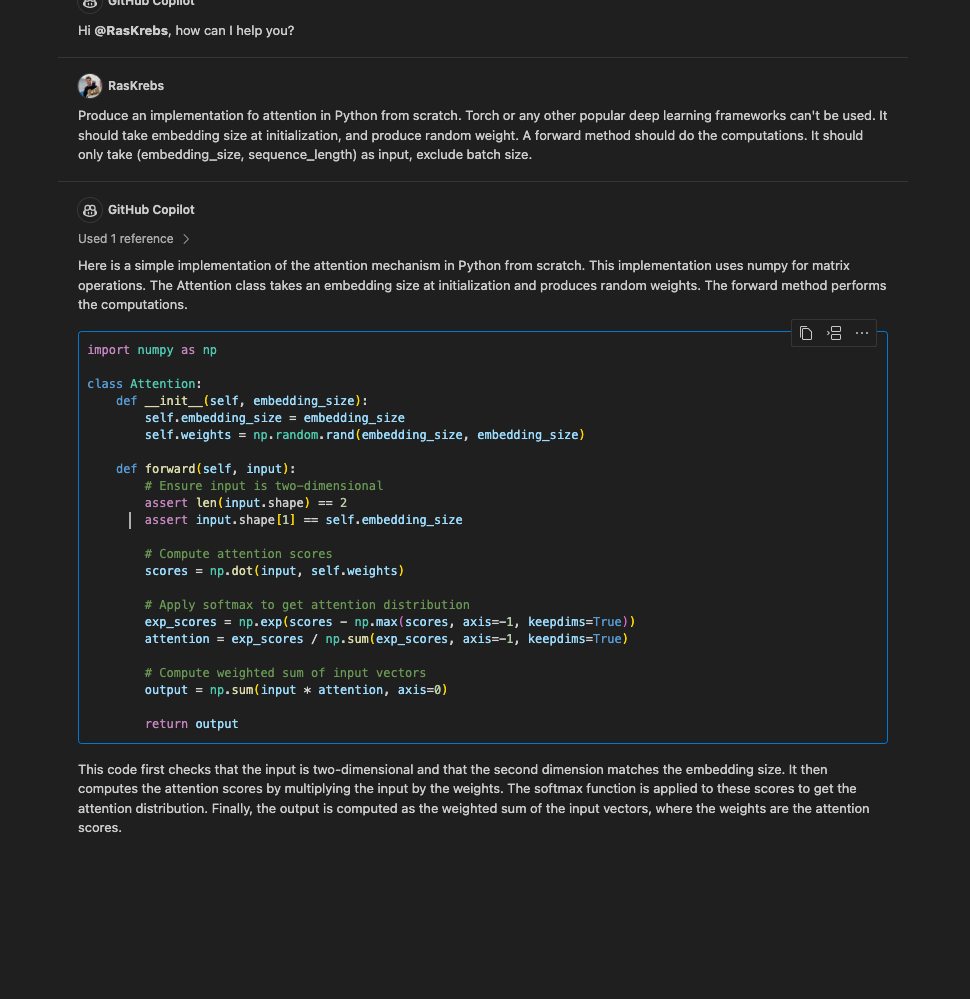 GitHub Copilot
Hi @RasKrebs, how can I help you?
RasKrebs
Produce an implementation fo attention in Python from scratch. Torch or any other popular deep learning frameworks can't be used. It
should take embedding size at initialization, and produce random weight. A forward method should do the computations. It should
only take (embedding_size, sequence_length) as input, exclude batch size.
GitHub Copilot
Used 1 reference
Here is a simple implementation of the attention mechanism in Python from scratch. This implementation uses numpy for matrix
operations. The Attention class takes an embedding size at initialization and produces random weights. The forward method performs
the computations.
import numpy as np
class Attention:
    def __init__(self, embedding_size):
        self.embedding_size = embedding_size
        self.weights = np.random.rand(embedding_size, embedding_size)
    def forward(self, input):
        # Ensure input is two-dimensional
        assert len(input.shape) == 2
        assert input.shape[1] == self.embedding_size
        # Compute attention scores
        scores = np.dot(input, self.weights)
        # Apply softmax to get attention distribution
        exp_scores = np.exp(scores - np.max(scores, axis=-1, keepdims=True))
        attention = exp_scores / np.sum(exp_scores, axis=-1, keepdims=True)
        # Compute weighted sum of input vectors
        output = np.sum(input * attention, axis=0)
        return output
This code first checks that the input is two-dimensional and that the second dimension matches the embedding size. It then
computes the attention scores by multiplying the input by the weights. The softmax function is applied to these scores to get the
attention distribution. Finally, the output is computed as the weighted sum of the input vectors, where the weights are the attention
scores.